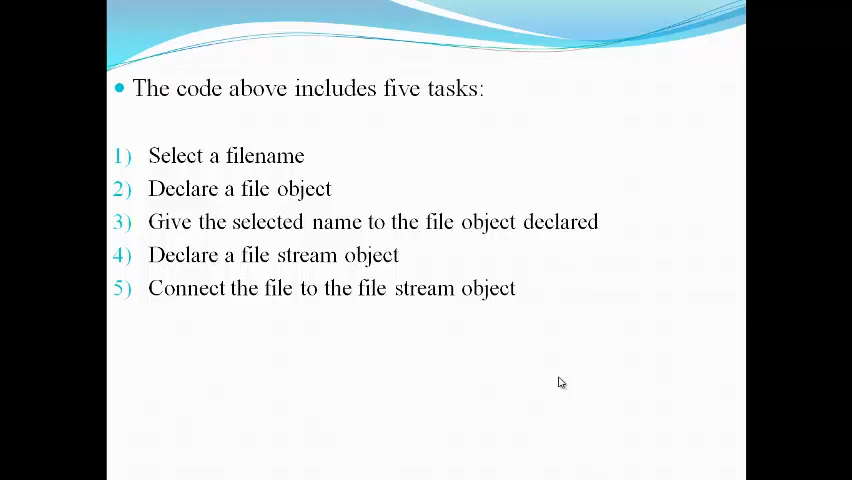 The code above includes five tasks:
1) Select a filename
2) Declare a file object
3) Give the selected name to the file object declared
4) Declare a file stream object
5) Connect the file to the file stream object